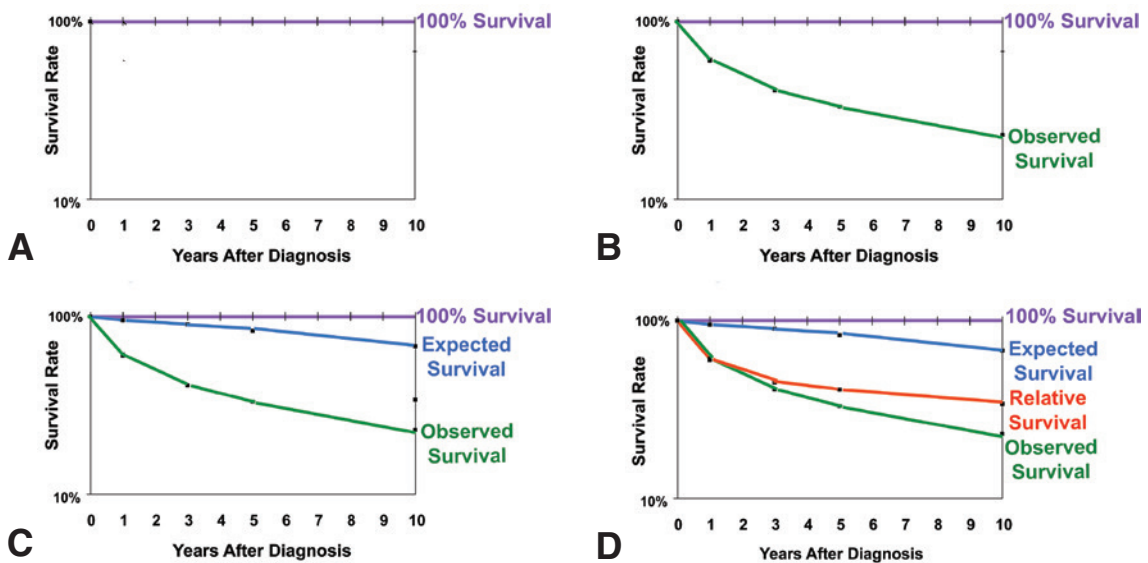 100%
100% Survival
Survival Rate
10%
0 1 2 3 4 5 6 7 8 9 10
Years After Diagnosis
A
100%
100% Survival
Survival Rate
Observed
Survival
10%
0 1 2 3 4 5 6 7 8 9 10
Years After Diagnosis
B
100%
100% Survival
Expected
Survival
Survival Rate
Observed
Survival
10%
0 1 2 3 4 5 6 7 8 9 10
Years After Diagnosis
C
100%
100% Survival
Expected
Survival
Relative
Survival
Survival Rate
Observed
Survival
10%
0 1 2 3 4 5 6 7 8 9 10
Years After Diagnosis
D